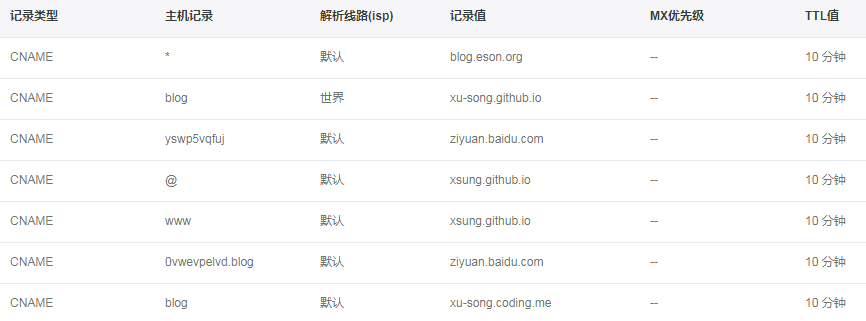 记录类型 主机记录 解析线路(isp) 记录值 MX优先级 TTL值
CNAME * 默认 blog.eson.org -- 10 分钟
CNAME blog 世界 xu-song.github.io -- 10 分钟
CNAME yswp5vqfuj 默认 ziyuan.baidu.com -- 10 分钟
CNAME @ 默认 xsung.github.io -- 10 分钟
CNAME www 默认 xsung.github.io -- 10 分钟
CNAME 0vwevpelvd.blog 默认 ziyuan.baidu.com -- 10 分钟
CNAME blog 默认 xu-song.coding.me -- 10 分钟